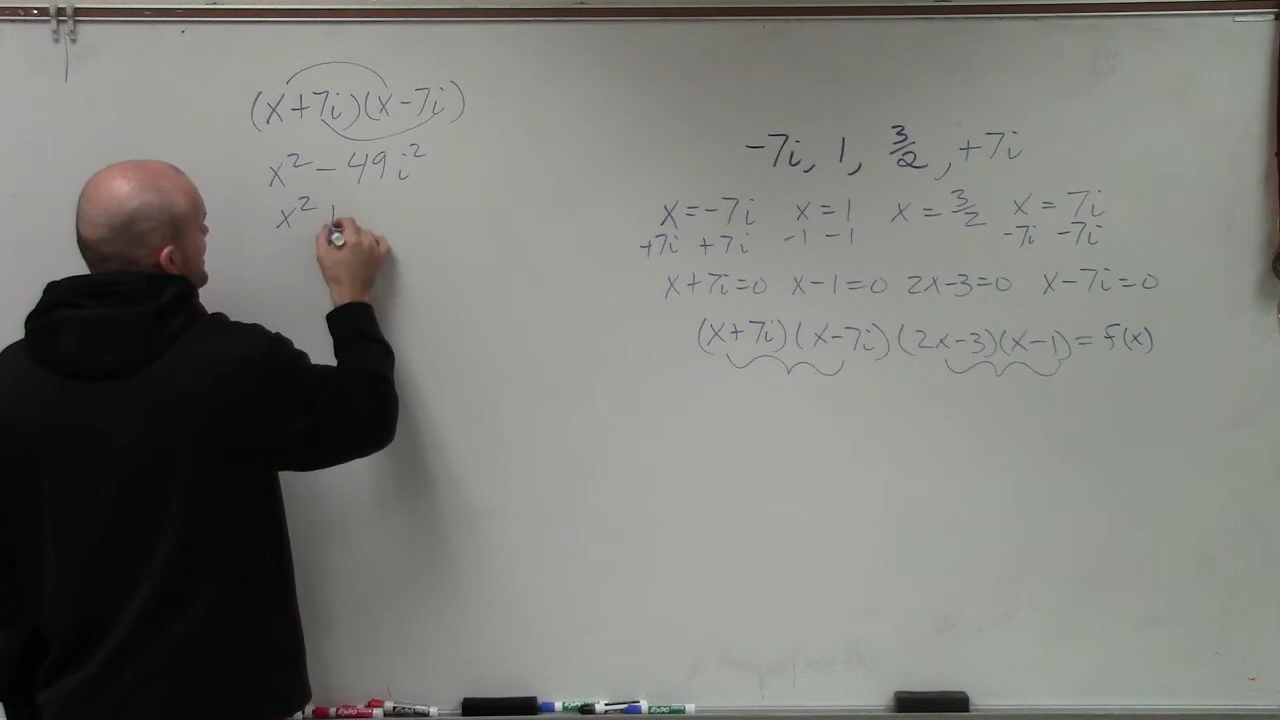 (x+7i)(x-7i)
x² - 49i²
x²
-7i, 1, 3/2, +7i
x=-7i x=1 x=3/2 x=7i
+7i +7i -1 -1 -7i -7i
x+7i=0 x-1=0 2x-3=0 x-7i=0
(x+7i)(x-7i)(2x-3)(x-1)=f(x)
EXPO